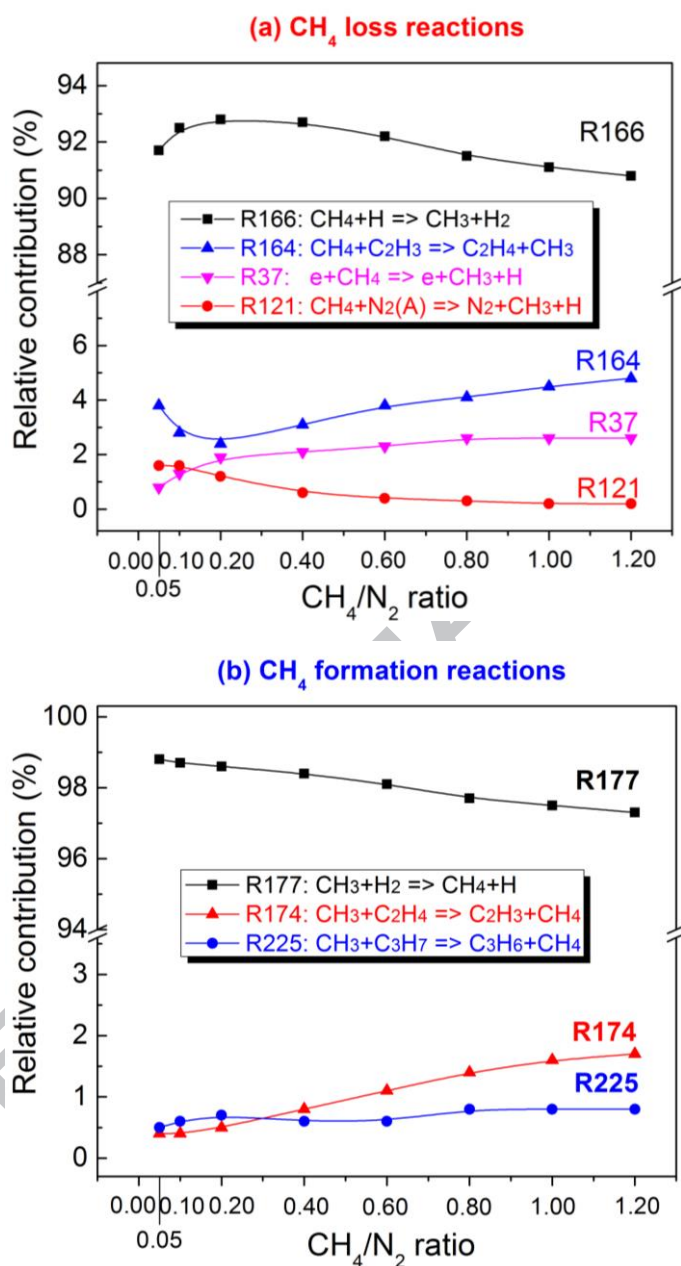 (a) CH₄ loss reactions
Relative contribution (%)
94
92
90
88
6
4
2
0
R166
R166: CH₄+H => CH₃+H₂
R164: CH₄+C₂H₃ => C₂H₄+CH₃
R37: e+CH₄ => e+CH₃+H
R121: CH₄+N₂(A) => N₂+CH₃+H
R164
R37
R121
0.00 0.10 0.20 0.40 0.60 0.80 1.00 1.20
0.05
CH₄/N₂ ratio
(b) CH₄ formation reactions
Relative contribution (%)
100
98
96
94
3
2
1
0
R177
R177: CH₃+H₂ => CH₄+H
R174: CH₃+C₂H₄ => C₂H₃+CH₄
R225: CH₃+C₃H₇ => C₃H₆+CH₄
R174
R225
0.00 0.10 0.20 0.40 0.60 0.80 1.00 1.20
0.05
CH₄/N₂ ratio